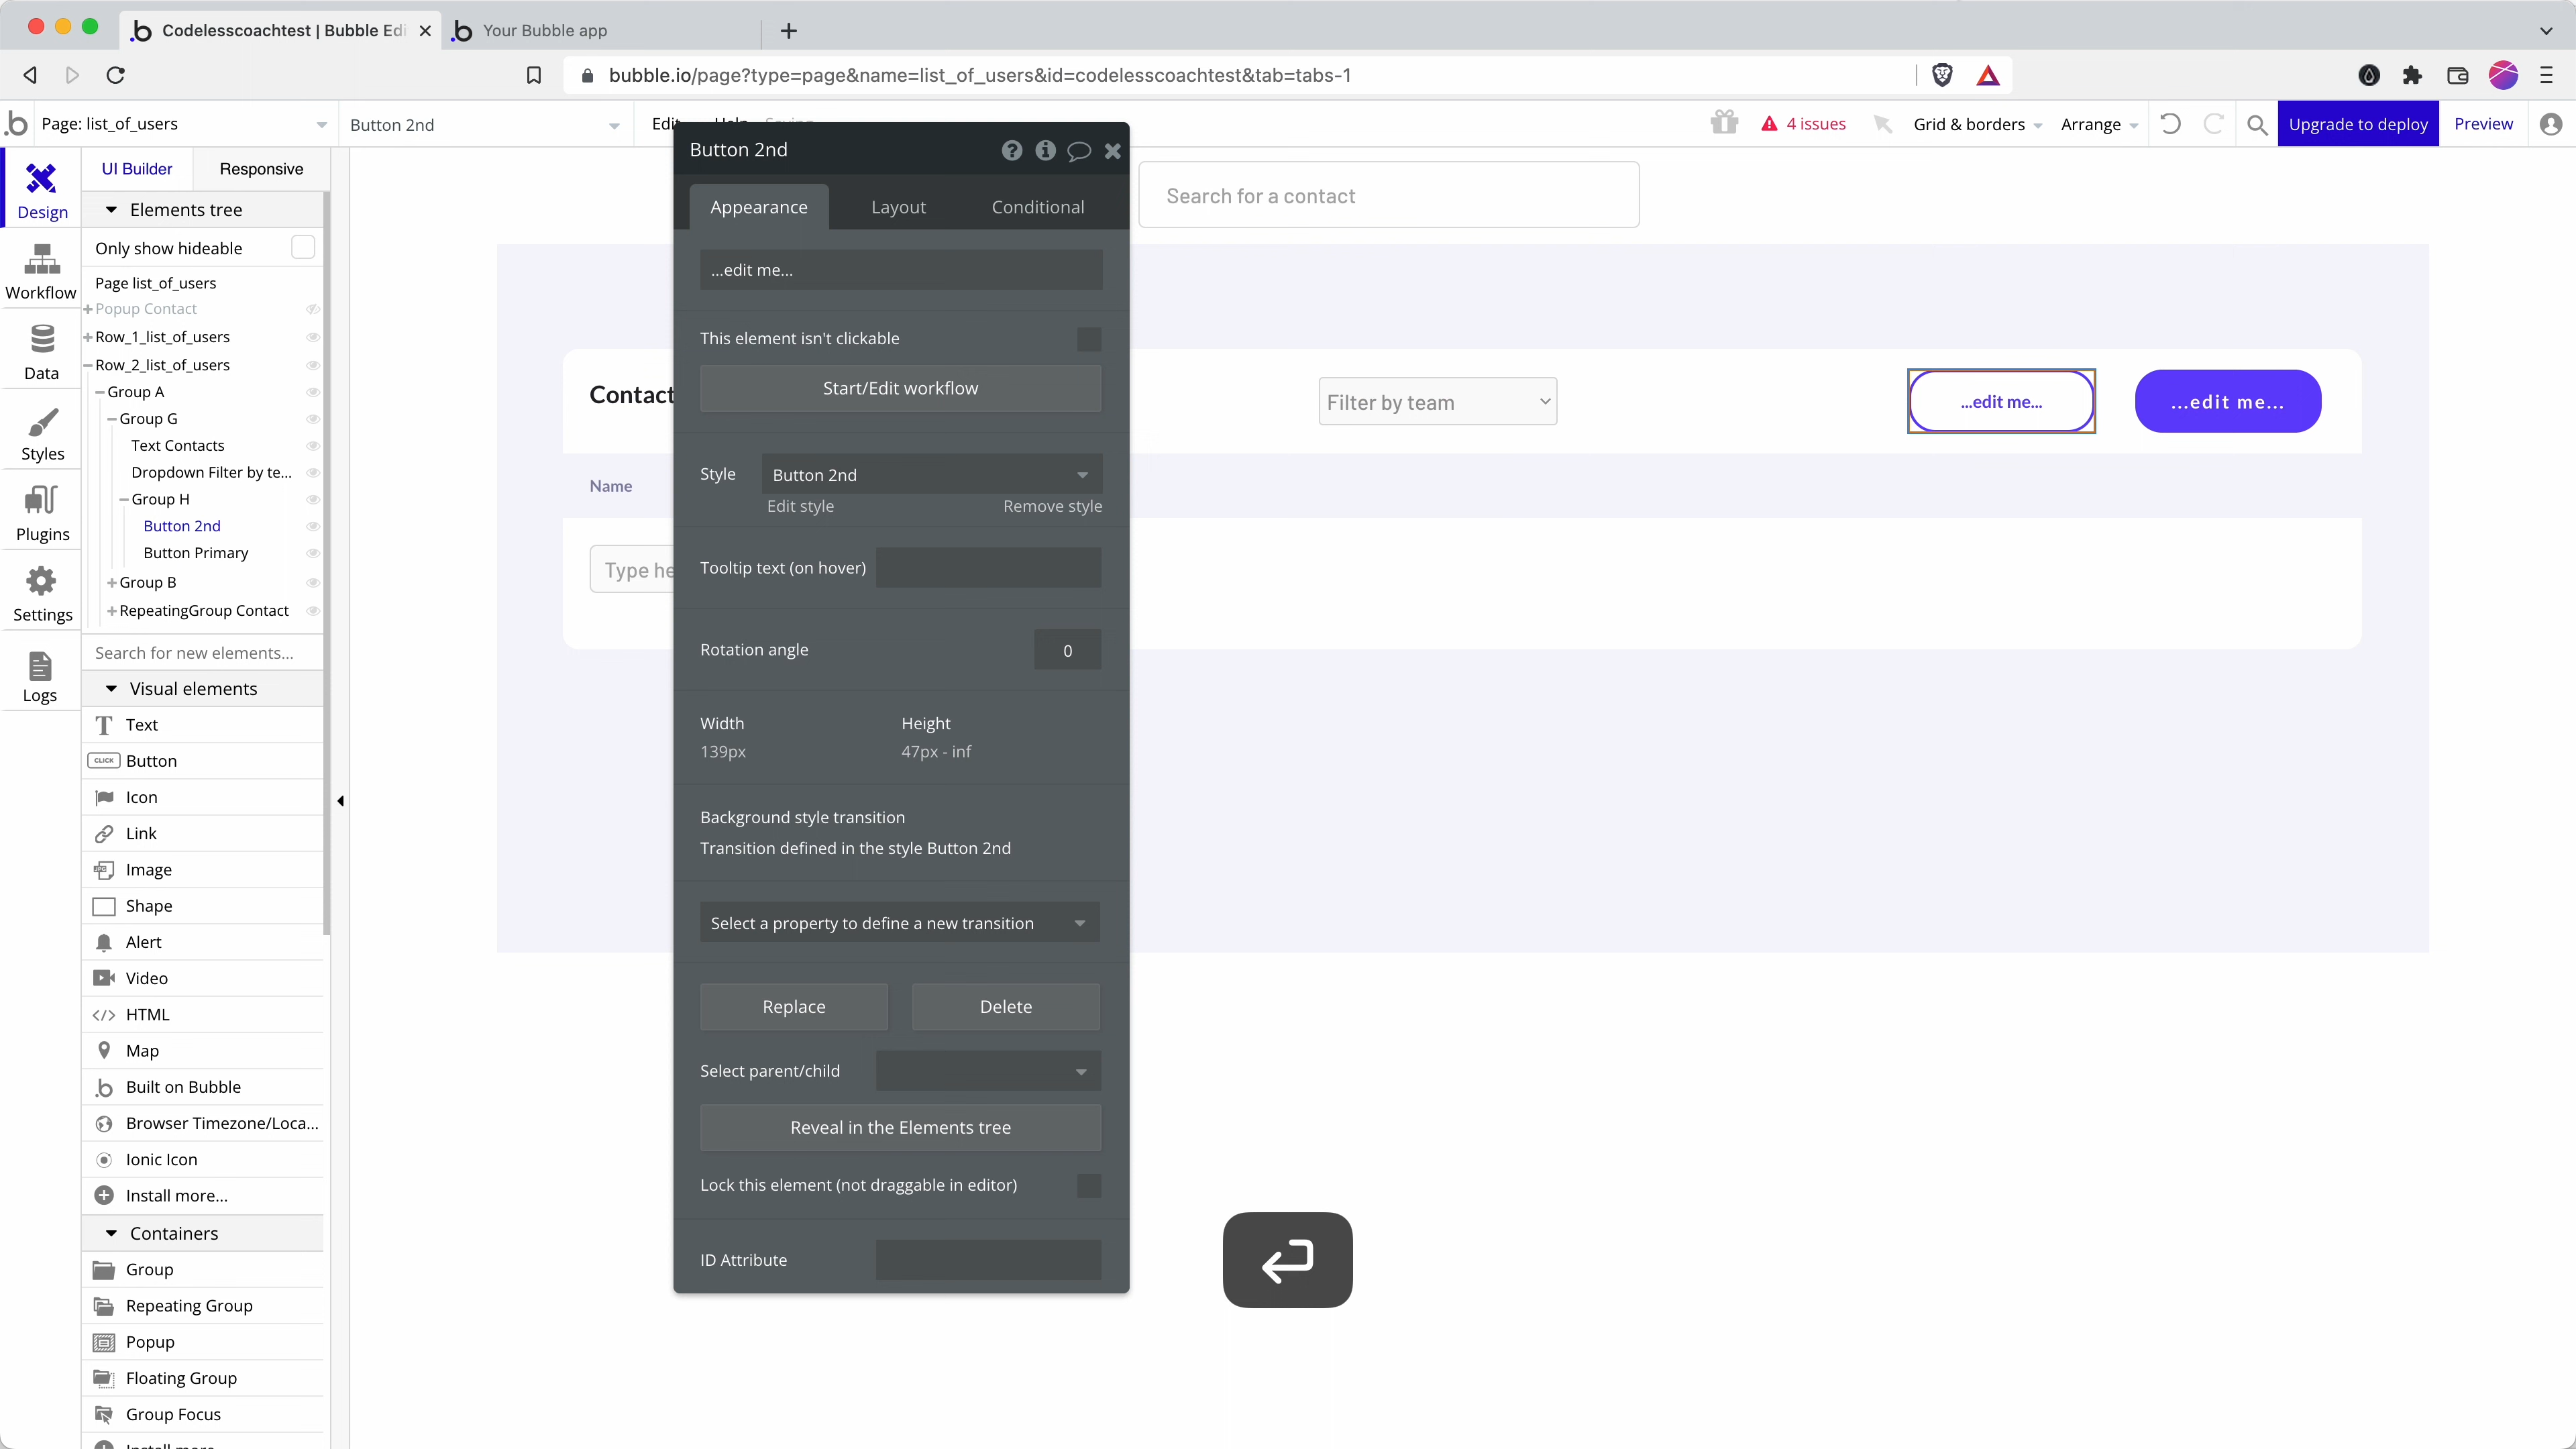 Codelesscoachtest | Bubble Edi
Your Bubble app
bubble.io/page?type=page&name=list_of_users&id=codelesscoachtest&tab=tabs-1
Page: list_of_users
Button 2nd
Edit
Help
Saving
4 issues
Grid & borders
Arrange
Upgrade to deploy
Preview
Design
Workflow
Data
Styles
Plugins
Settings
Logs
UI Builder
Responsive
Elements tree
Only show hideable
Page list_of_users
Popup Contact
Row_1_list_of_users
Row_2_list_of_users
Group A
Group G
Text Contacts
Dropdown Filter by te...
Group H
Button 2nd
Button Primary
Group B
RepeatingGroup Contact
Search for new elements...
Visual elements
Text
CLICK
Button
Icon
Link
Image
Shape
Alert
Video
HTML
Map
Built on Bubble
Browser Timezone/Loca...
Ionic Icon
Install more...
Containers
Group
Repeating Group
Popup
Floating Group
Group Focus
Install more
Button 2nd
Appearance
Layout
Conditional
...edit me...
This element isn't clickable
Start/Edit workflow
Style
Button 2nd
Edit style
Remove style
Tooltip text (on hover)
Rotation angle
0
Width
Height
139px
47px - inf
Background style transition
Transition defined in the style Button 2nd
Select a property to define a new transition
Replace
Delete
Select parent/child
Reveal in the Elements tree
Lock this element (not draggable in editor)
ID Attribute
Search for a contact
Contact
Filter by team
...edit me...
...edit me...
Name
Type he